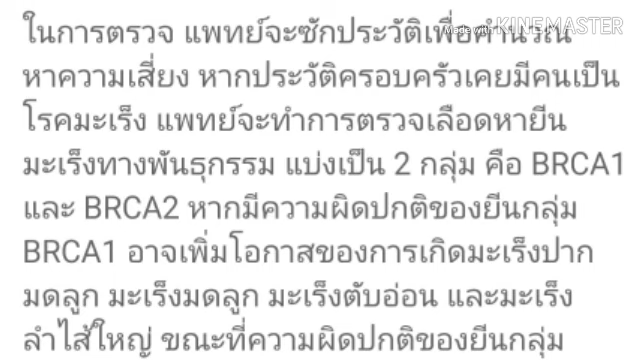 ในการตรวจ แพทย์จะซักประวัติเพื่อคำนวณ
หาความเสี่ยง หากประวัติครอบครัวเคยมีคนเป็น
โรคมะเร็ง แพทย์จะทำการตรวจเลือดหายีน
มะเร็งทางพันธุกรรม แบ่งเป็น 2 กลุ่ม คือ BRCA1
และ BRCA2 หากมีความผิดปกติของยีนกลุ่ม
BRCA1 อาจเพิ่มโอกาสของการเกิดมะเร็งปาก
มดลูก มะเร็งมดลูก มะเร็งตับอ่อน และมะเร็ง
ลำไส้ใหญ่ ขณะที่ความผิดปกติของยีนกลุ่ม
Made with KINEMASTER